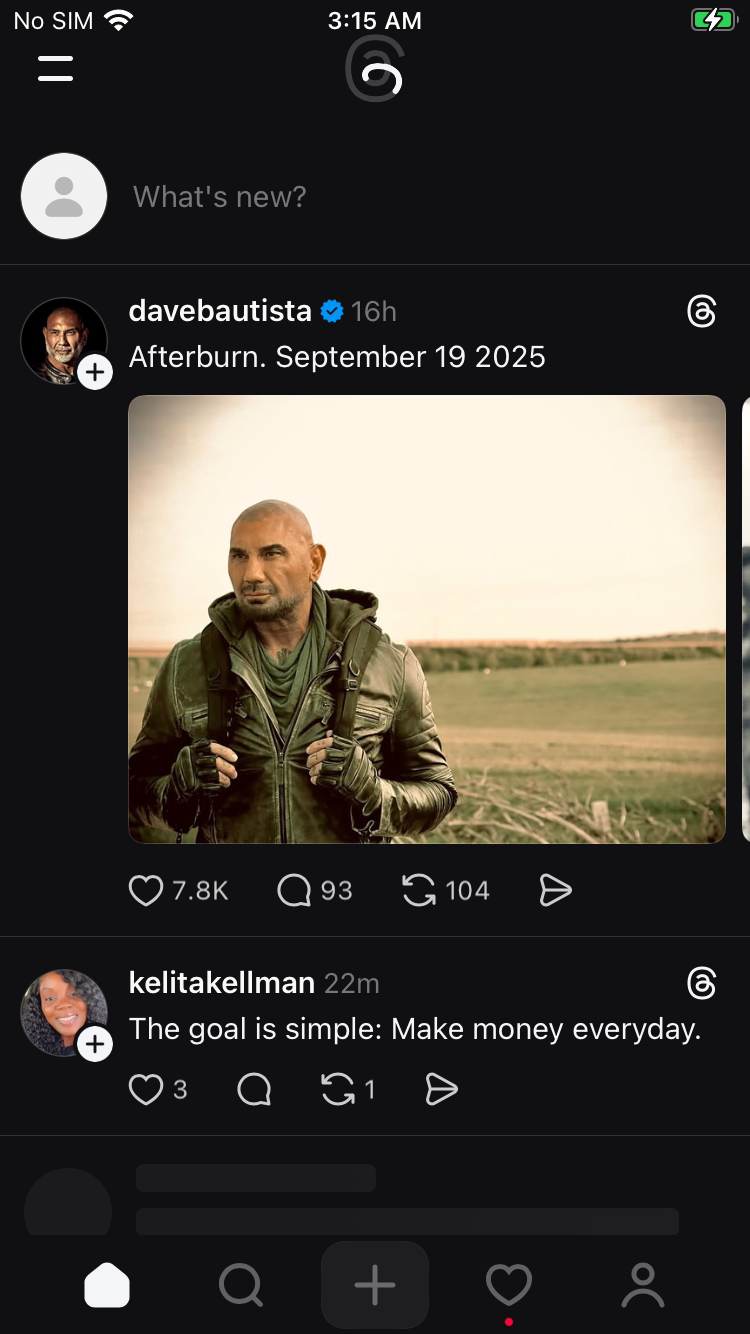 No SIM 3:15 AM
What's new?
davebautista 16h
Afterburn. September 19 2025
7.8K 93 104
kelitakellman 22m
The goal is simple: Make money everyday.
3 1